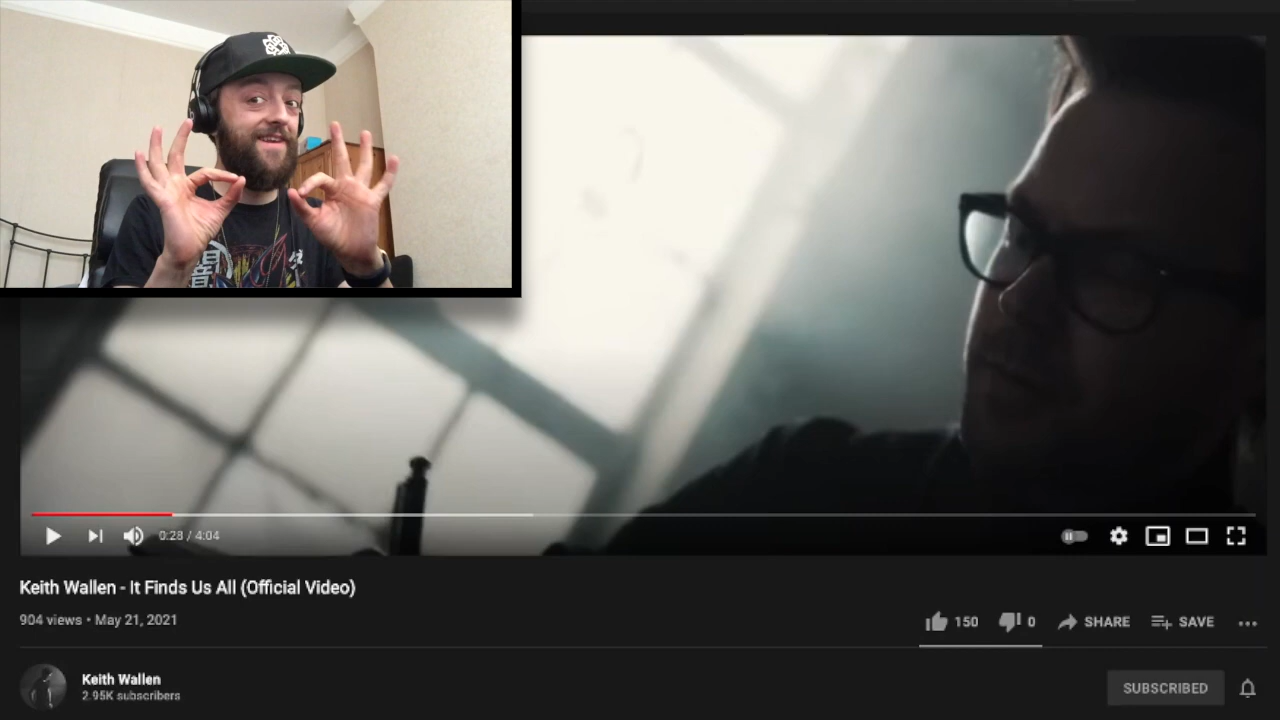 0:28 / 4:04
Keith Wallen - It Finds Us All (Official Video)
904 views • May 21, 2021
150
0
SHARE
SAVE
Keith Wallen
2.95K subscribers
SUBSCRIBED